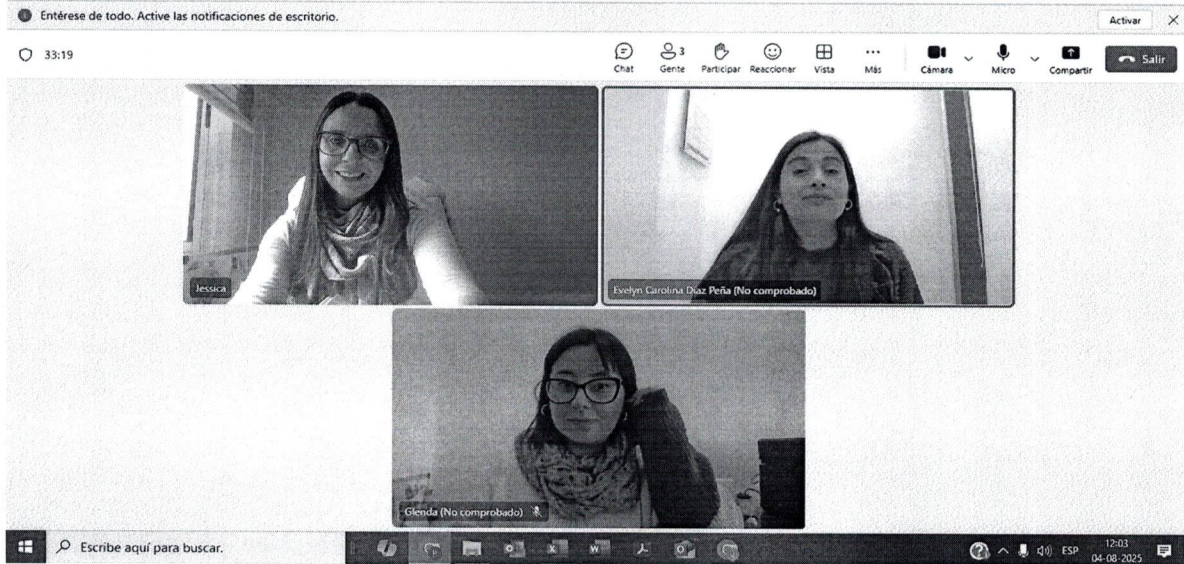 Entérese de todo. Active las notificaciones de escritorio.
Activar
33:19
3
Chat
Gente
Participar
Reaccionar
Vista
Más
Cámara
Micro
Compartir
Salir
Jessica
Evelyn Carolina Díaz Peña (No comprobado)
Glenda (No comprobado)
Escribe aquí para buscar.
ESP
12:03
04-08-2025